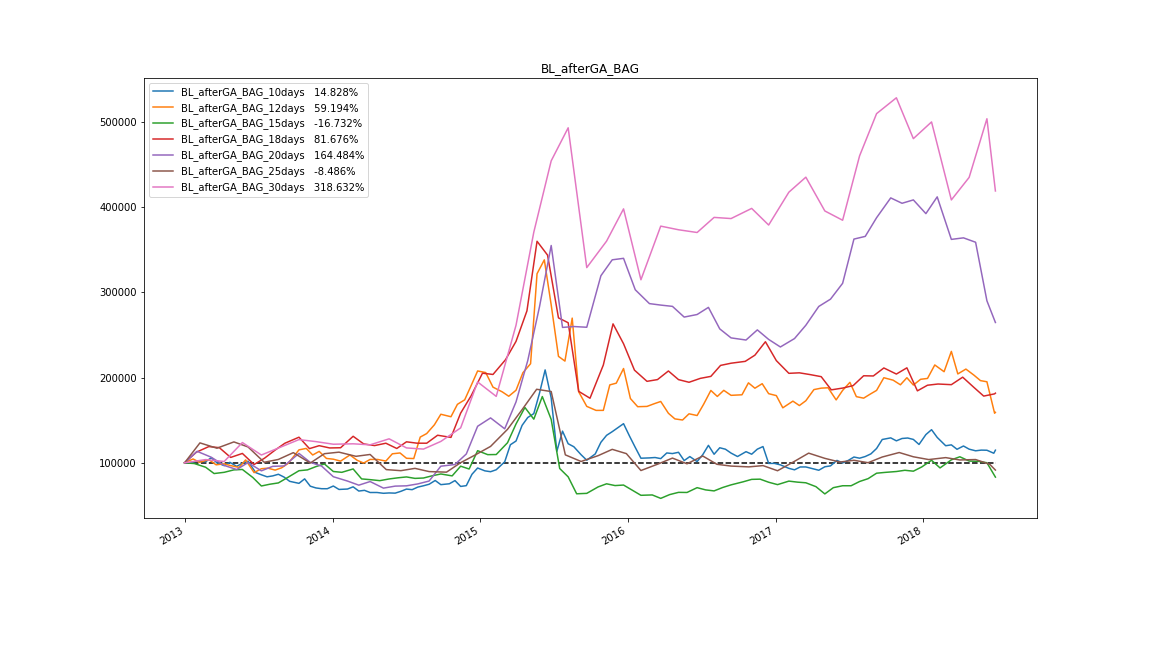 BL_afterGA_BAG
BL_afterGA_BAG_10days 14.828%
BL_afterGA_BAG_12days 59.194%
BL_afterGA_BAG_15days -16.732%
BL_afterGA_BAG_18days 81.676%
BL_afterGA_BAG_20days 164.484%
BL_afterGA_BAG_25days -8.486%
BL_afterGA_BAG_30days 318.632%
500000
400000
300000
200000
100000
2013 2014 2015 2016 2017 2018